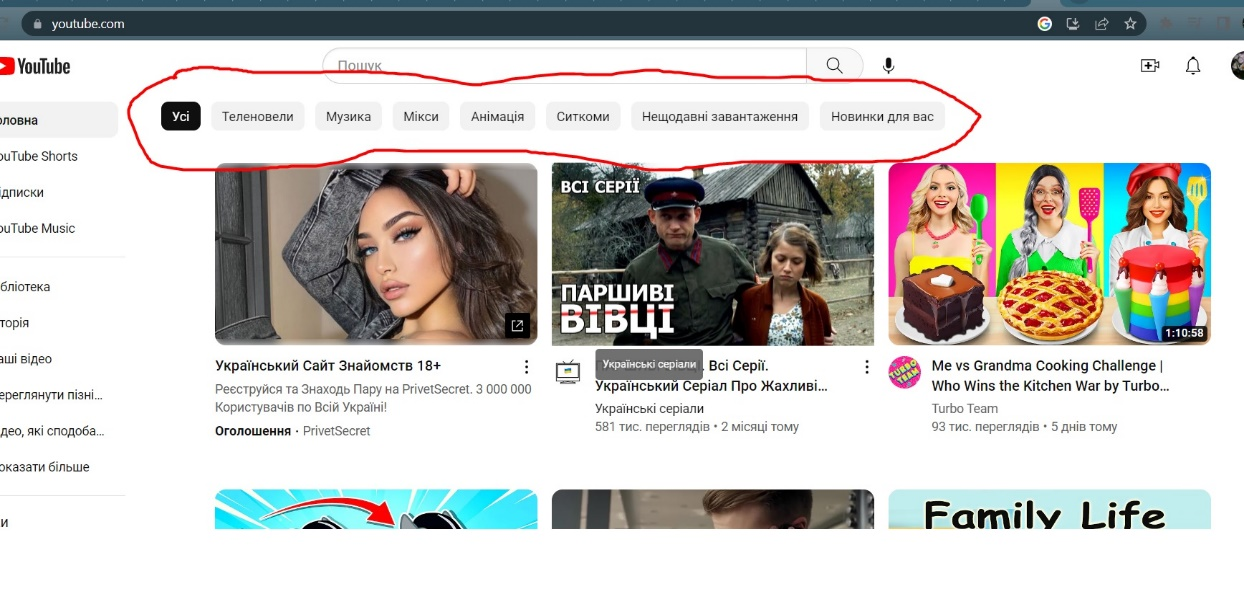 youtube.com
YouTube
Пошук
Усі
Теленовели
Музика
Мікси
Анімація
Ситкоми
Нещодавні завантаження
Новинки для вас
оловна
ouTube Shorts
ідписки
ouTube Music
бліотека
торія
аші відео
ереглянути пізні...
део, які сподоба...
оказати більше
и
Український Сайт Знайомств 18+
Реєструйся та Знаходь Пару на PrivetSecret. 3 000 000
Користувачів по Всій Україні!
Оголошення · PrivetSecret
ВСІ СЕРІЇ
ПАРШИВІ
ВІВЦІ
Українські серіали
Всі Серії.
Український Серіал Про Жахливі...
Українські серіали
581 тис. переглядів • 2 місяці тому
1:10:58
TURBO
TEAM
Me vs Grandma Cooking Challenge |
Who Wins the Kitchen War by Turbo...
Turbo Team
93 тис. переглядів • 5 днів тому
Family Life